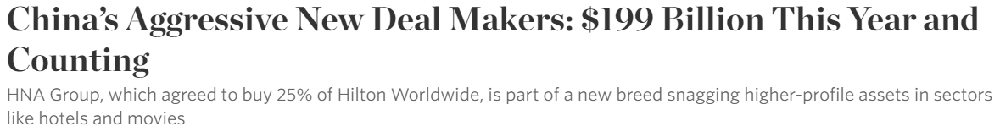 China’s Aggressive New Deal Makers: $199 Billion This Year and
Counting
HNA Group, which agreed to buy 25% of Hilton Worldwide, is part of a new breed snagging higher-profile assets in sectors
like hotels and movies